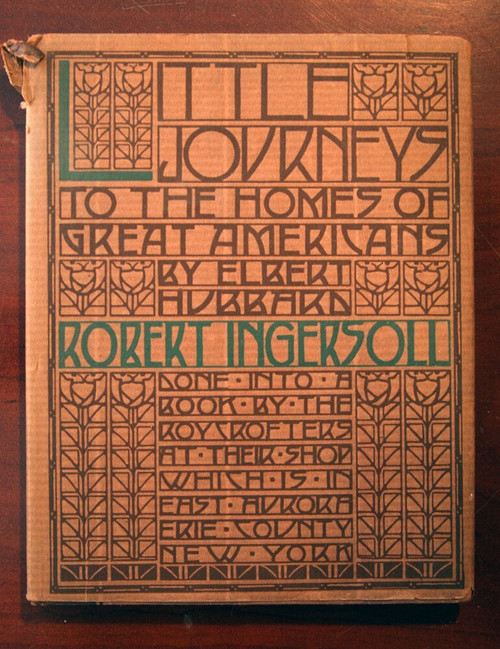 LITTLE
JOURNEYS
TO THE HOMES OF
GREAT AMERICANS
BY ELBERT
HUBBARD
ROBERT INGERSOLL
DONE · INTO · A
BOOK · BY · THE
ROYCROFTERS
AT · THEIR · SHOP
WHICH · IS · IN
EAST · AURORA
ERIE · COUNTY
NEW · YORK